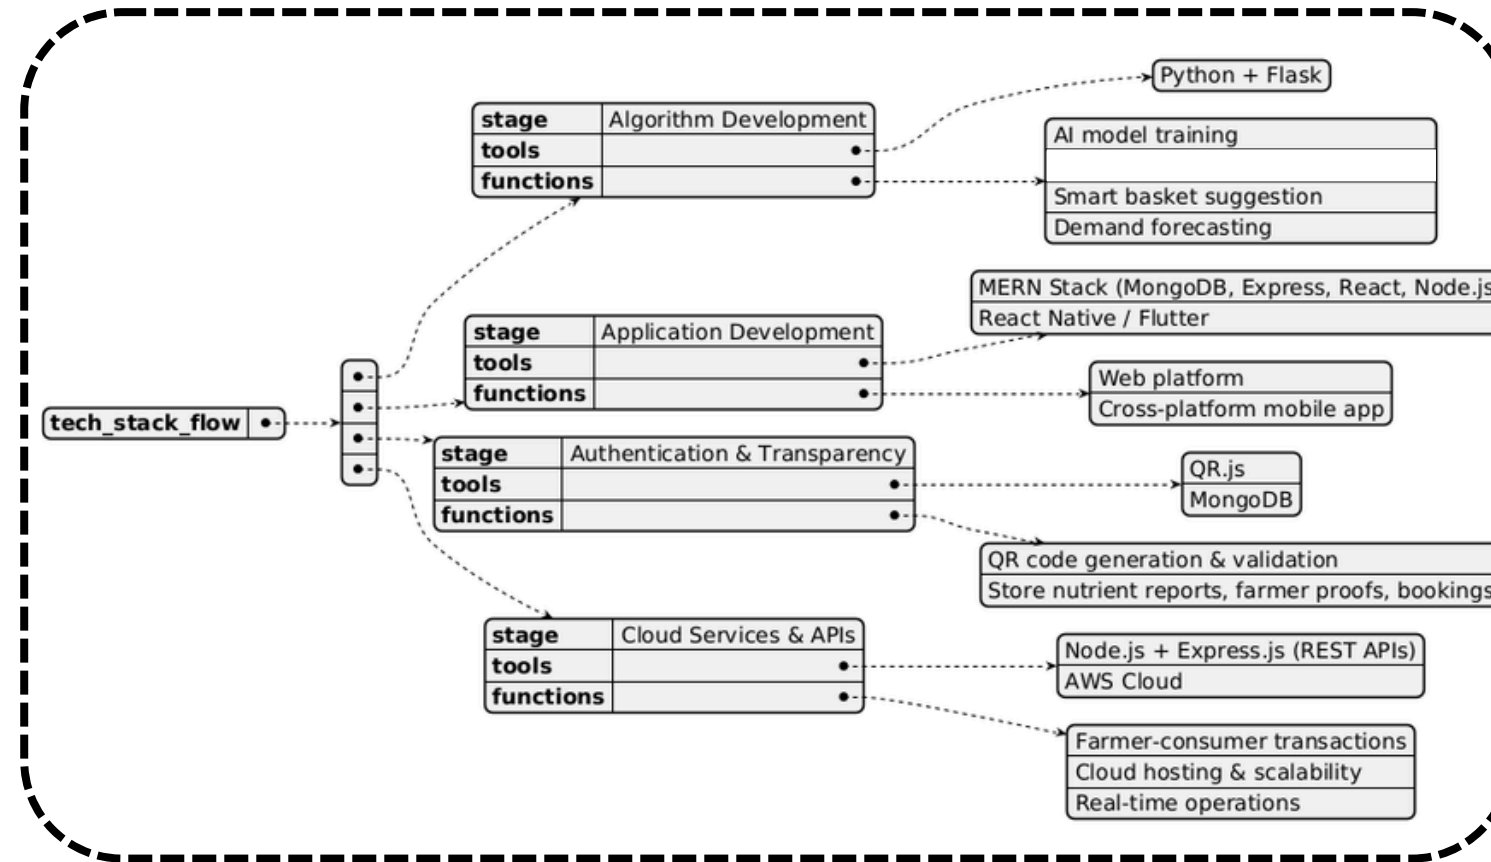 tech_stack_flow
stage Algorithm Development
tools
functions
Python + Flask
AI model training
Smart basket suggestion
Demand forecasting
stage Application Development
tools
functions
MERN Stack (MongoDB, Express, React, Node.js
React Native / Flutter
Web platform
Cross-platform mobile app
stage Authentication & Transparency
tools
functions
QR.js
MongoDB
QR code generation & validation
Store nutrient reports, farmer proofs, bookings
stage Cloud Services & APIs
tools
functions
Node.js + Express.js (REST APIs)
AWS Cloud
Farmer-consumer transactions
Cloud hosting & scalability
Real-time operations